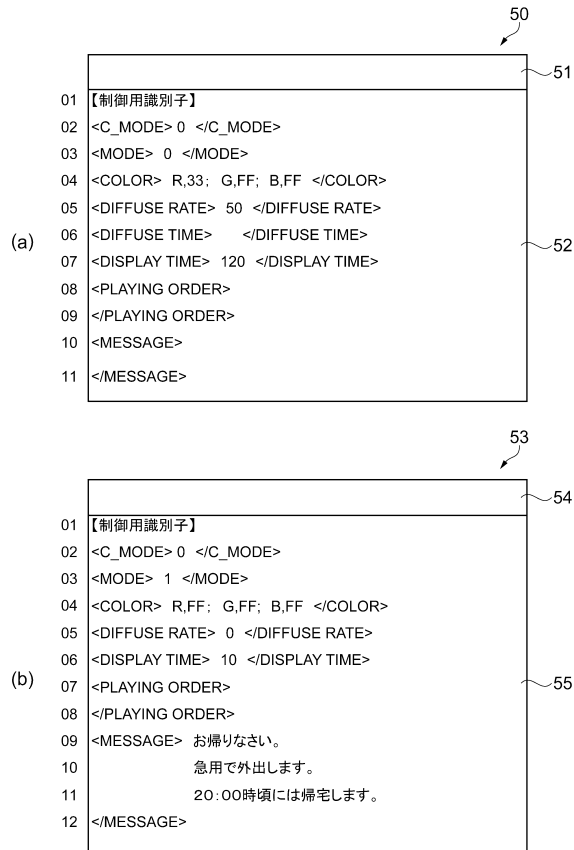 50
51
01 【制御用識別子】
02 <C_MODE> 0 </C_MODE>
03 <MODE> 0 </MODE>
04 <COLOR> R,33; G,FF; B,FF </COLOR>
05 <DIFFUSE RATE> 50 </DIFFUSE RATE>
(a)
06 <DIFFUSE TIME> </DIFFUSE TIME>
52
07 <DISPLAY TIME> 120 </DISPLAY TIME>
08 <PLAYING ORDER>
09 </PLAYING ORDER>
10 <MESSAGE>
11 </MESSAGE>
53
54
01 【制御用識別子】
02 <C_MODE> 0 </C_MODE>
03 <MODE> 1 </MODE>
04 <COLOR> R,FF; G,FF; B,FF </COLOR>
05 <DIFFUSE RATE> 0 </DIFFUSE RATE>
06 <DISPLAY TIME> 10 </DISPLAY TIME>
(b)
07 <PLAYING ORDER>
55
08 </PLAYING ORDER>
09 <MESSAGE> お帰りなさい。
10 急用で外出します。
11 20:00時頃には帰宅します。
12 </MESSAGE>